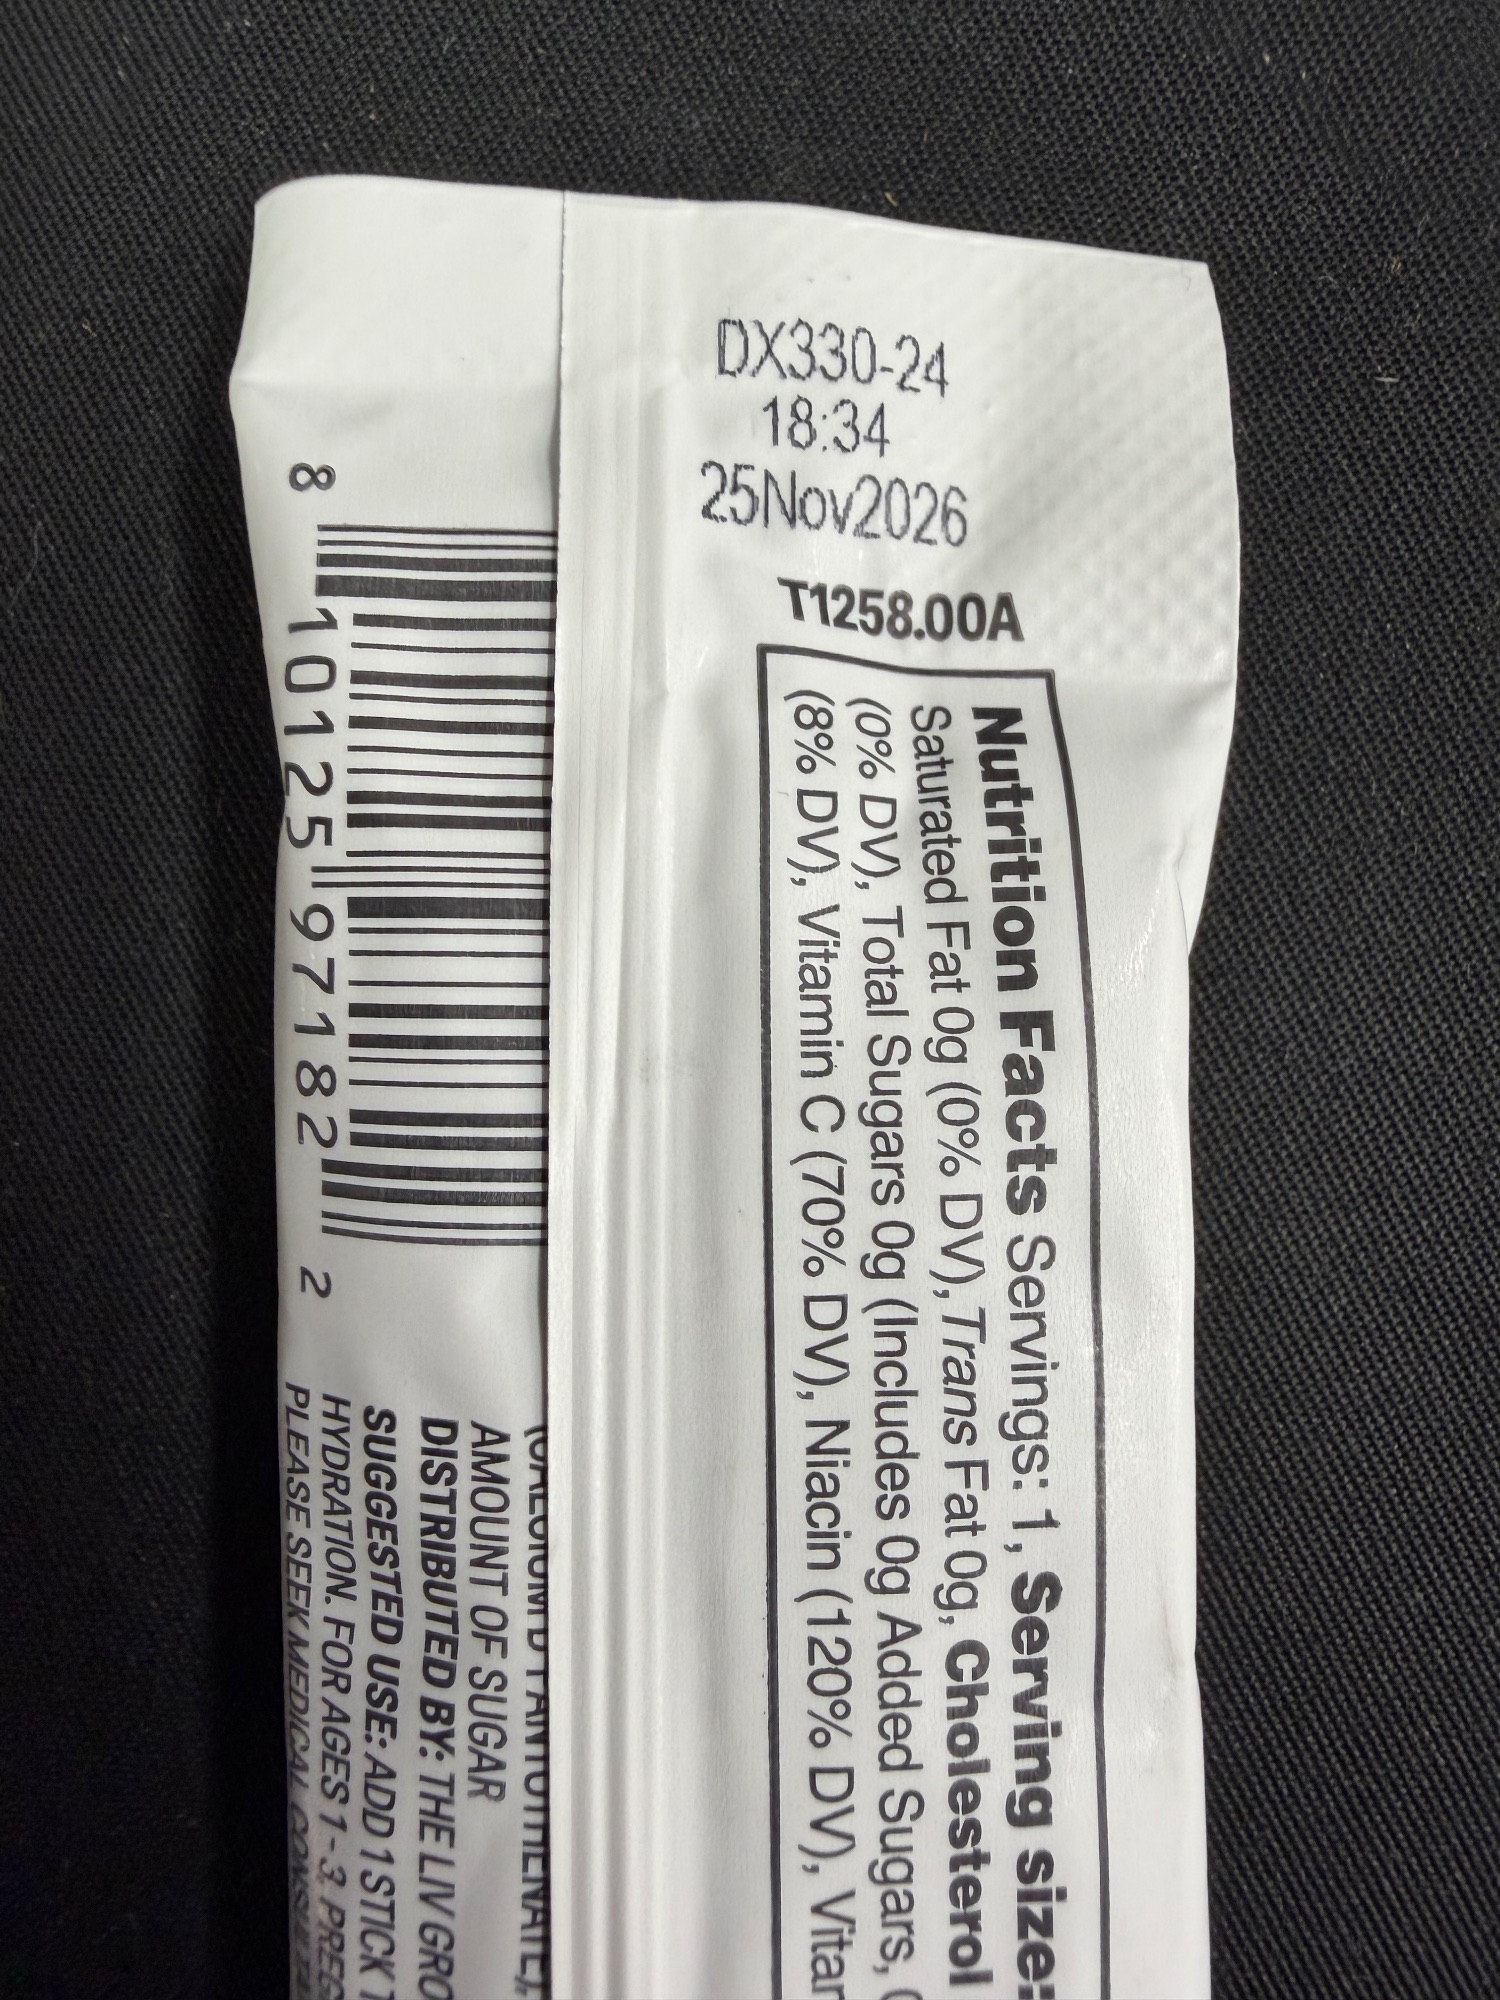 DX330-24
18:34
25Nov2026
T1258.00A
Nutrition Facts Servings: 1, Serving size:
Saturated Fat 0g (0% DV), Trans Fat 0g, Cholesterol
(0% DV), Total Sugars 0g (Includes 0g Added Sugars,
(8% DV), Vitamin C (70% DV), Niacin (120% DV),
8 10125 97182 2
AMOUNT OF SUGAR
DISTRIBUTED BY: THE LIV GRO
SUGGESTED USE: ADD 1 STICK
HYDRATION. FOR AGES 1-3,
PLEASE SEEK MEDICAL